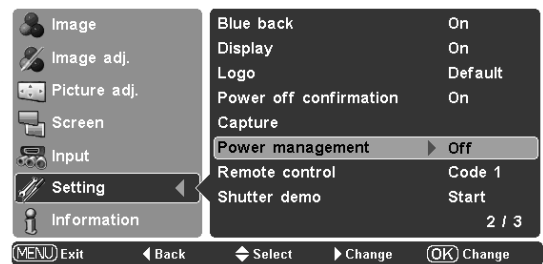 Image
Image adj.
Picture adj.
Screen
Input
Setting
Information
Blue back On
Display On
Logo Default
Power off confirmation On
Capture
Power management Off
Remote control Code 1
Shutter demo Start
2 / 3
MENU Exit Back Select Change OK Change